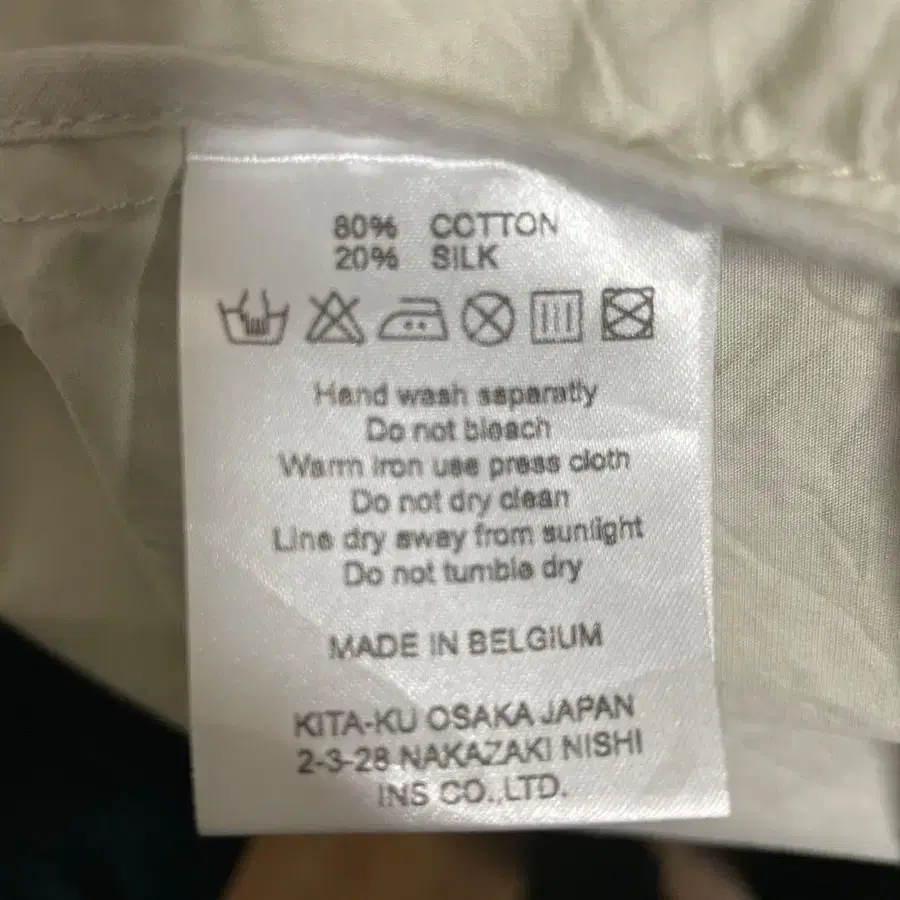 80% COTTON
20% SILK
Hand wash saparatly
Do not bleach
Warm iron use press cloth
Do not dry clean
Line dry away from sunlight
Do not tumble dry
MADE IN BELGIUM
KITA-KU OSAKA JAPAN
2-3-28 NAKAZAKI NISHI
INS CO.,LTD.